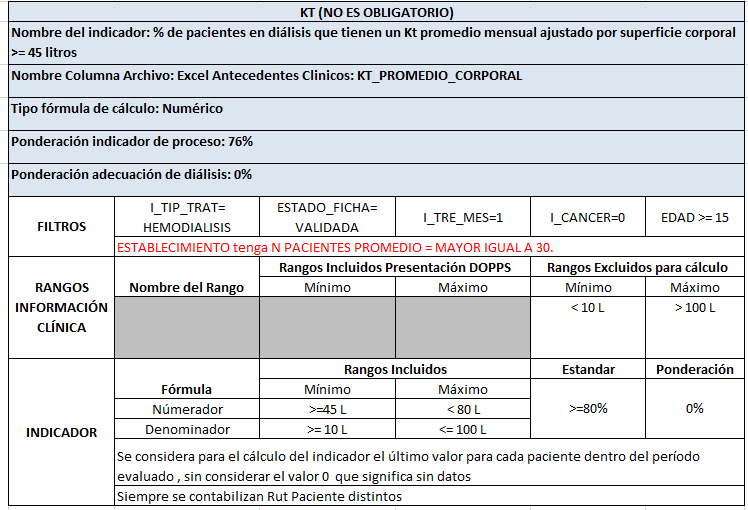 KT (NO ES OBLIGATORIO)
Nombre del indicador: % de pacientes en diálisis que tienen un Kt promedio mensual ajustado por superficie corporal
>= 45 litros
Nombre Columna Archivo: Excel Antecedentes Clinicos: KT_PROMEDIO_CORPORAL
Tipo fórmula de cálculo: Numérico
Ponderación indicador de proceso: 76%
Ponderación adecuación de diálisis: 0%
FILTROS
I_TIP_TRAT=
HEMODIALISIS
ESTADO_FICHA=
VALIDADA
I_TRE_MES=1
I_CANCER=0
EDAD >= 15
ESTABLECIMIENTO tenga N PACIENTES PROMEDIO = MAYOR IGUAL A 30.
RANGOS
INFORMACIÓN
CLÍNICA
Nombre del Rango
Rangos Incluidos Presentación DOPPS
Rangos Excluidos para cálculo
Mínimo
Máximo
Mínimo
Máximo
< 10 L
> 100 L
INDICADOR
Fórmula
Rangos Incluidos
Estandar
Ponderación
Mínimo
Máximo
Númerador
>=45 L
< 80 L
>=80%
0%
Denominador
>= 10 L
<= 100 L
Se considera para el cálculo del indicador el último valor para cada paciente dentro del período
evaluado , sin considerar el valor 0 que significa sin datos
Siempre se contabilizan Rut Paciente distintos